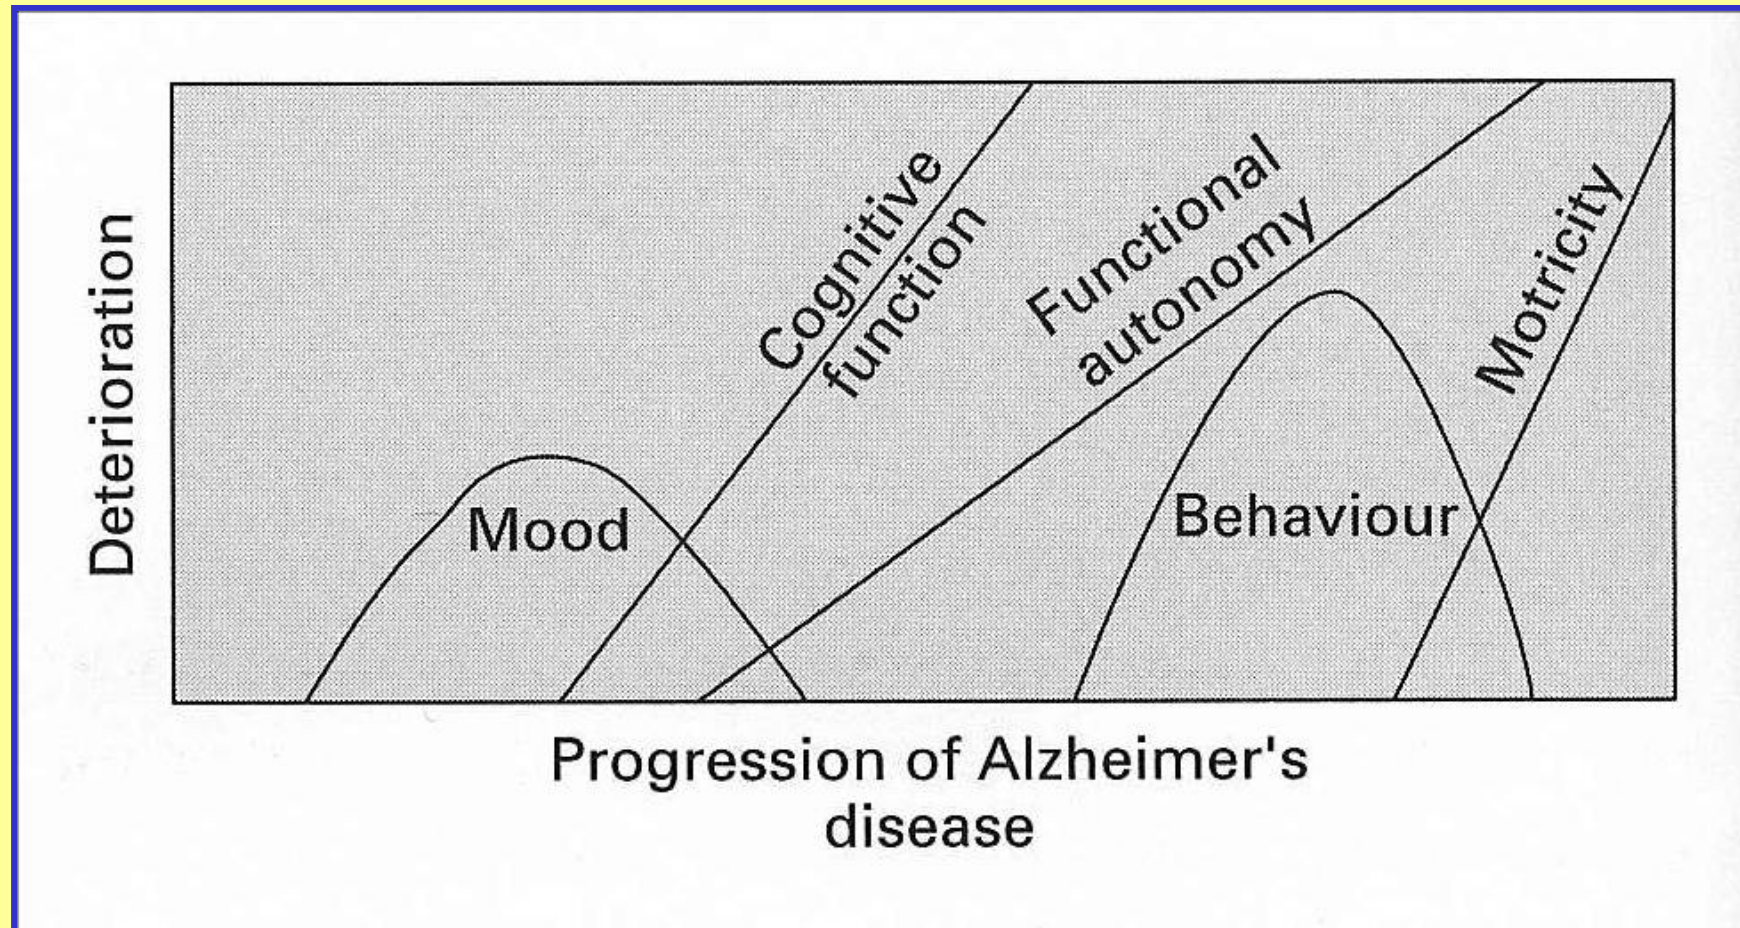 Deterioration
Cognitive
function
Functional
autonomy
Motricity
Mood
Behaviour
Progression of Alzheimer's
disease